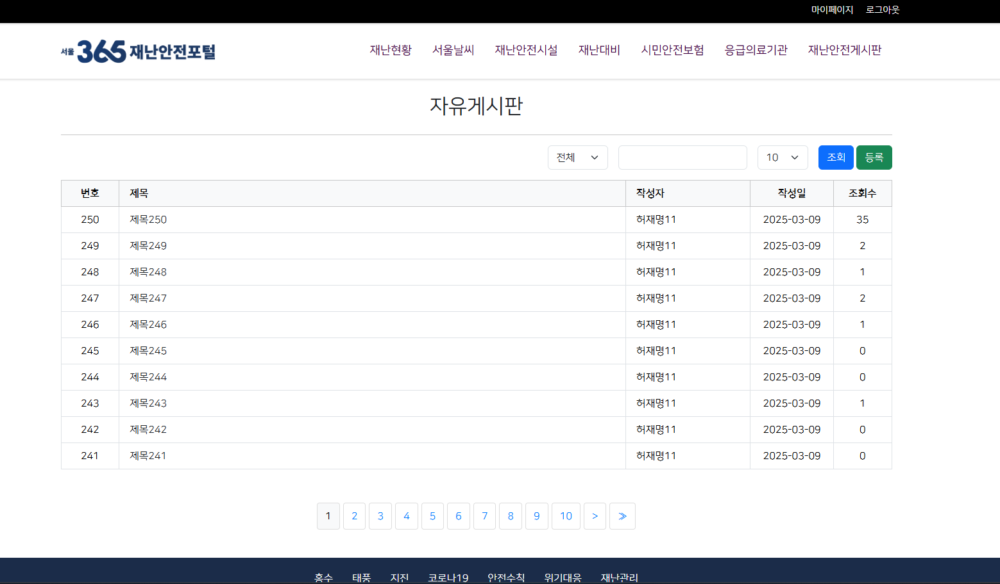 마이페이지 로그아웃
서울 365 재난안전포털 재난현황 서울날씨 재난안전시설 재난대비 시민안전보험 응급의료기관 재난안전게시판
자유게시판
전체 10 조회 등록
번호 제목 작성자 작성일 조회수
250 제목250 허재명11 2025-03-09 35
249 제목249 허재명11 2025-03-09 2
248 제목248 허재명11 2025-03-09 1
247 제목247 허재명11 2025-03-09 2
246 제목246 허재명11 2025-03-09 1
245 제목245 허재명11 2025-03-09 0
244 제목244 허재명11 2025-03-09 0
243 제목243 허재명11 2025-03-09 1
242 제목242 허재명11 2025-03-09 0
241 제목241 허재명11 2025-03-09 0
1 2 3 4 5 6 7 8 9 10 > ≫
홍수 태풍 지진 코로나19 안전수칙 위기대응 재난관리